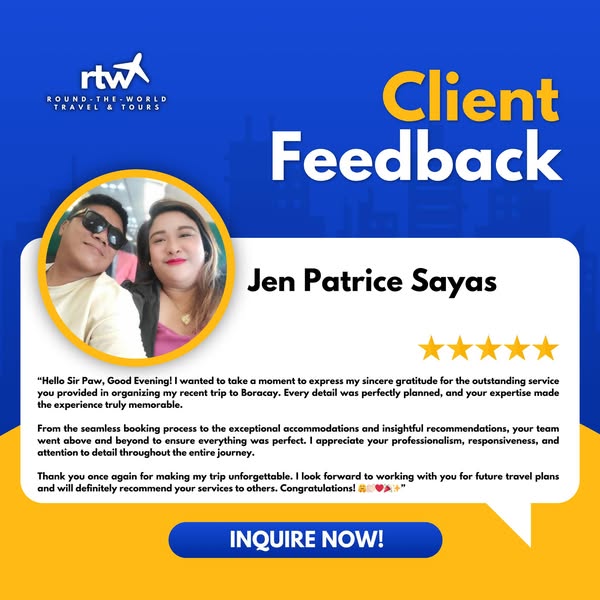 rtw
ROUND-THE-WORLD
TRAVEL & TOURS
Client
Feedback
Jen Patrice Sayas
“Hello Sir Paw, Good Evening! I wanted to take a moment to express my sincere gratitude for the outstanding service
you provided in organizing my recent trip to Boracay. Every detail was perfectly planned, and your expertise made
the experience truly memorable.
From the seamless booking process to the exceptional accommodations and insightful recommendations, your team
went above and beyond to ensure everything was perfect. I appreciate your professionalism, responsiveness, and
attention to detail throughout the entire journey.
Thank you once again for making my trip unforgettable. I look forward to working with you for future travel plans
and will definitely recommend your services to others. Congratulations! 🤗🫶🏻❤️🎉✨”
INQUIRE NOW!